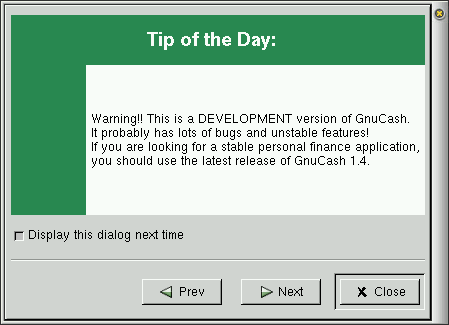 Tip of the Day:
Warning!! This is a DEVELOPMENT version of GnuCash.
It probably has lots of bugs and unstable features!
If you are looking for a stable personal finance application,
you should use the latest release of GnuCash 1.4.
Display this dialog next time
Prev
Next
Close